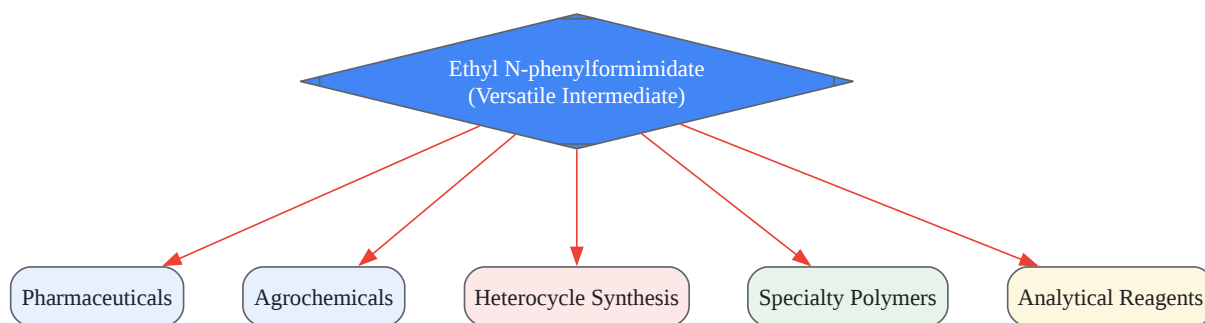 Ethyl N-phenylformimidate
(Versatile Intermediate)
Pharmaceuticals
Agrochemicals
Heterocycle Synthesis
Specialty Polymers
Analytical Reagents